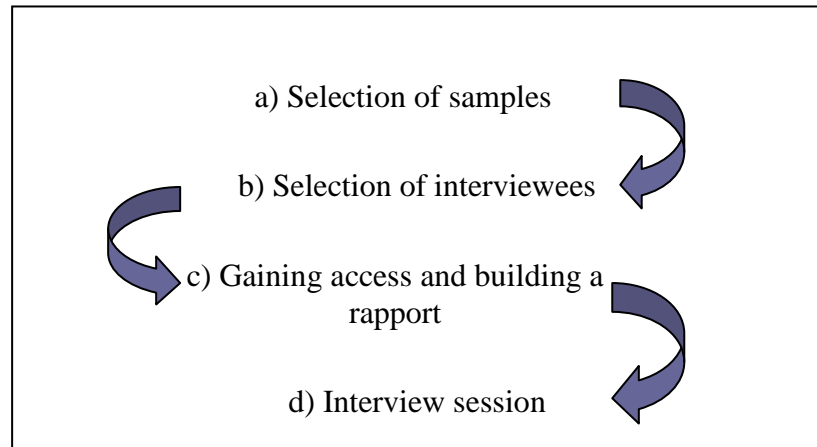 a) Selection of samples
b) Selection of interviewees
c) Gaining access and building a
rapport
d) Interview session